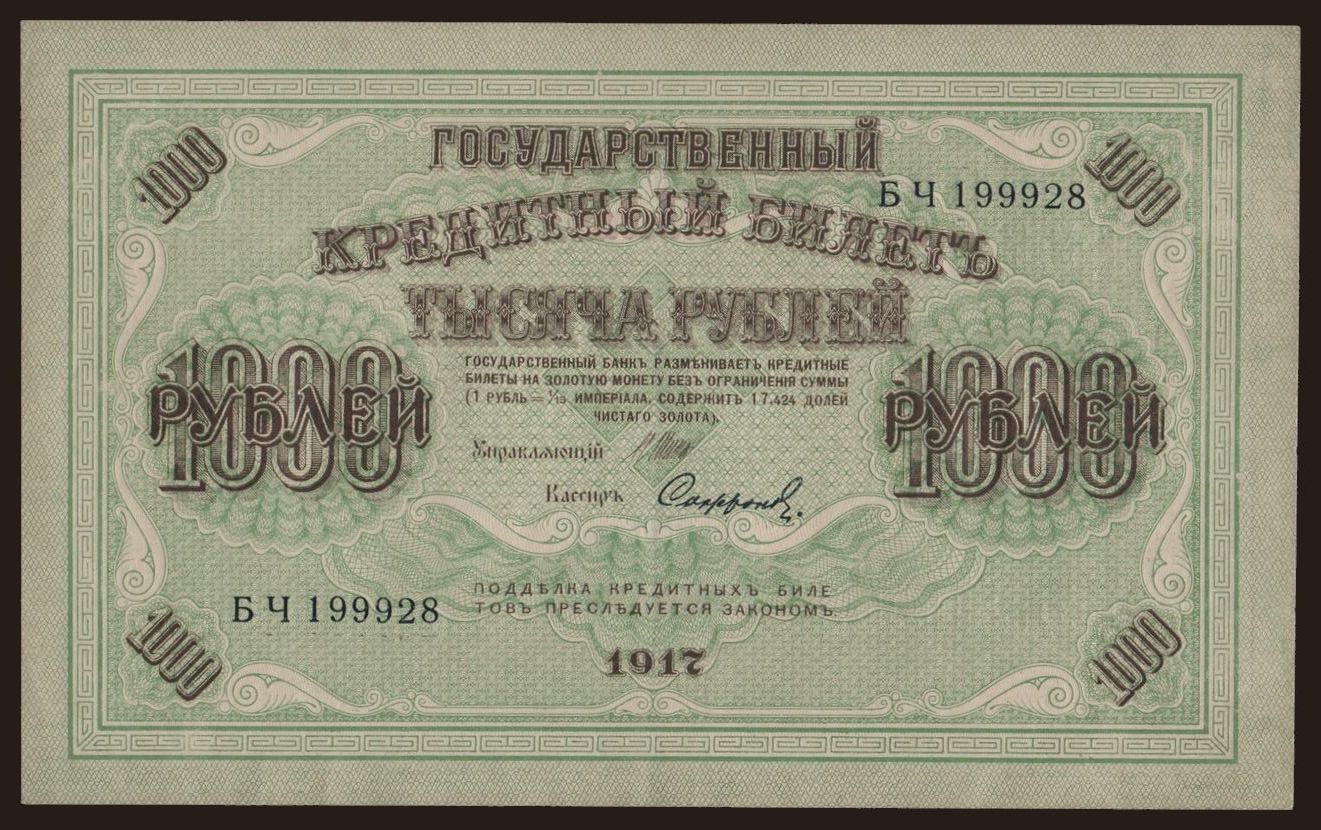 1000
ГОСУДАРСТВЕННЫЙ
1000
БЧ 199928
КРЕДИТНЫЙ БИЛЕТЪ
ТЫСЯЧА РУБЛЕЙ
1000
РУБЛЕЙ
1000
РУБЛЕЙ
ГОСУДАРСТВЕННЫЙ БАНКЪ РАЗМѢНИВАЕТЪ КРЕДИТНЫЕ
БИЛЕТЫ НА ЗОЛОТУЮ МОНЕТУ БЕЗЪ ОГРАНИЧЕНІЯ СУММЫ
(1 РУБЛЬ = 1/15 ИМПЕРІАЛА, СОДЕРЖИТЪ 17,424 ДОЛЕЙ
ЧИСТАГО ЗОЛОТА).
Управляющій
Кассиръ Сафронов.
ПОДДѢЛКА КРЕДИТНЫХЪ БИЛЕ
ТОВЪ ПРЕСЛѢДУЕТСЯ ЗАКОНОМЪ.
БЧ 199928
1917
1000
1000